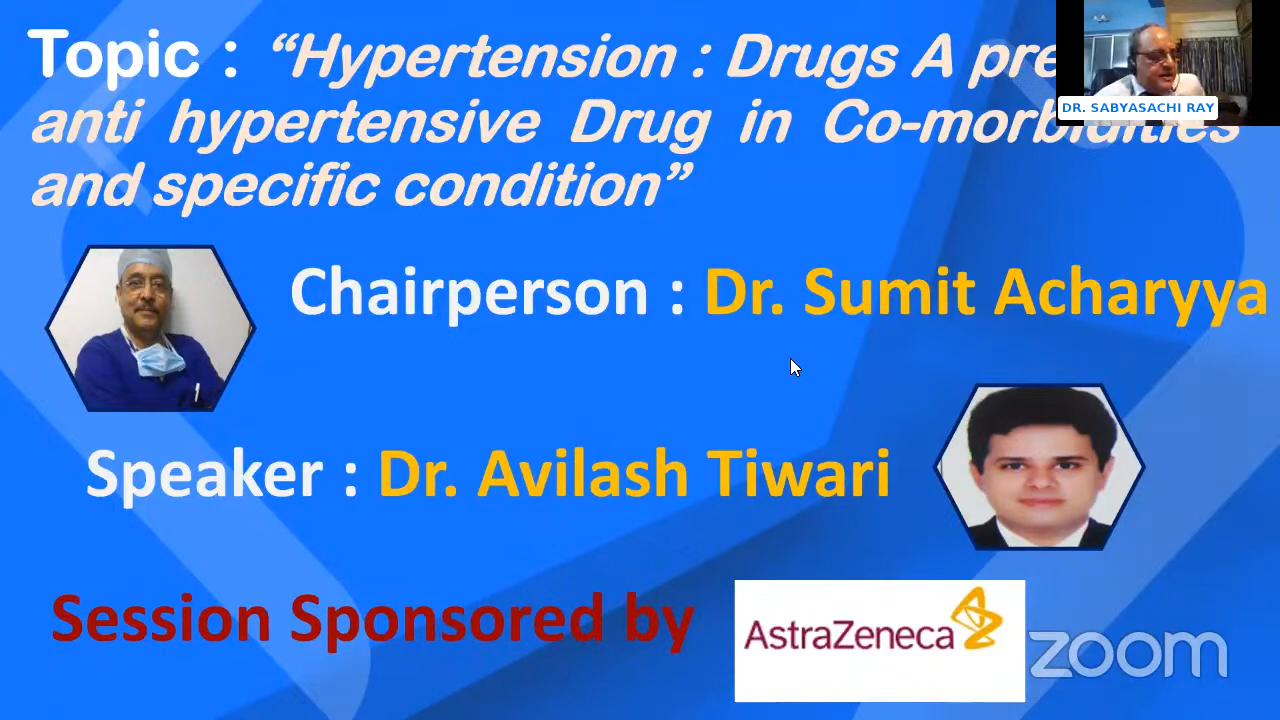 Topic : “Hypertension : Drugs A
anti hypertensive Drug in Co-morbidities
and specific condition”
DR. SABYASACHI RAY
Chairperson : Dr. Sumit Acharyya
Speaker : Dr. Avilash Tiwari
Session Sponsored by
AstraZeneca
zoom